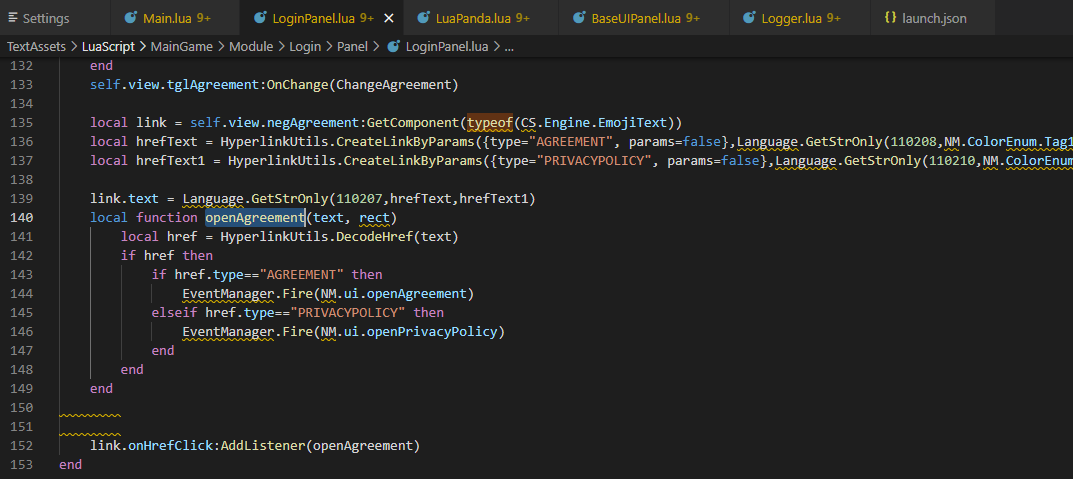 Settings Main.lua 9+ LoginPanel.lua 9+ LuaPanda.lua 9+ BaseUIPanel.lua 9+ Logger.lua 9+ launch.json
TextAssets > LuaScript > MainGame > Module > Login > Panel > LoginPanel.lua > ...
132 end
133 self.view.tglAgreement:OnChange(ChangeAgreement)
134
135 local link = self.view.negAgreement:GetComponent(typeof(CS.Engine.EmojiText))
136 local hrefText = HyperlinkUtils.CreateLinkByParams({type="AGREEMENT", params=false},Language.GetStrOnly(110208,NM.ColorEnum.Tag1
137 local hrefText1 = HyperlinkUtils.CreateLinkByParams({type="PRIVACYPOLICY", params=false},Language.GetStrOnly(110210,NM.ColorEnum
138
139 link.text = Language.GetStrOnly(110207,hrefText,hrefText1)
140 local function openAgreement(text, rect)
141 local href = HyperlinkUtils.DecodeHref(text)
142 if href then
143 if href.type=="AGREEMENT" then
144 EventManager.Fire(NM.ui.openAgreement)
145 elseif href.type=="PRIVACYPOLICY" then
146 EventManager.Fire(NM.ui.openPrivacyPolicy)
147 end
148 end
149 end
150
151
152 link.onHrefClick:AddListener(openAgreement)
153 end